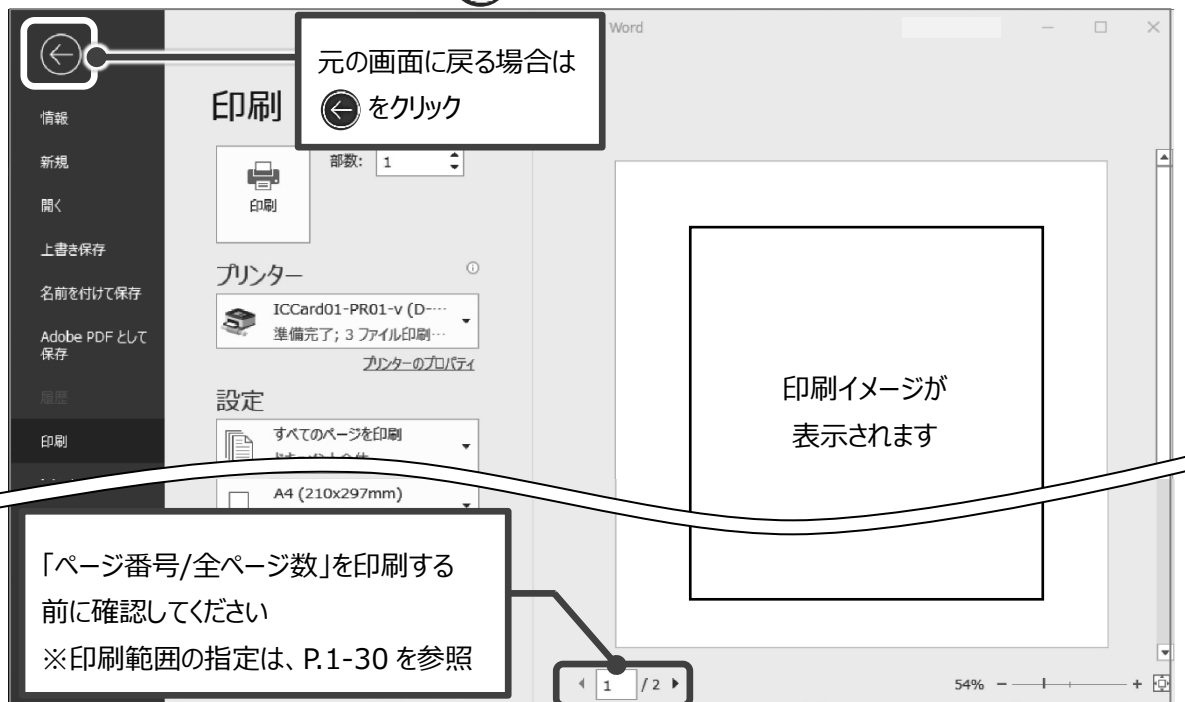 Word
元の画面に戻る場合は
をクリック
情報
新規
開く
上書き保存
名前を付けて保存
Adobe PDF として
保存
履歴
印刷
印刷
印刷
部数: 1
プリンター
ICCard01-PR01-v (D-…
準備完了; 3 ファイル印刷…
プリンターのプロパティ
設定
すべてのページを印刷
A4 (210x297mm)
印刷イメージが
表示されます
「ページ番号/全ページ数」を印刷する
前に確認してください
※印刷範囲の指定は、P.1-30 を参照
1 / 2
54%